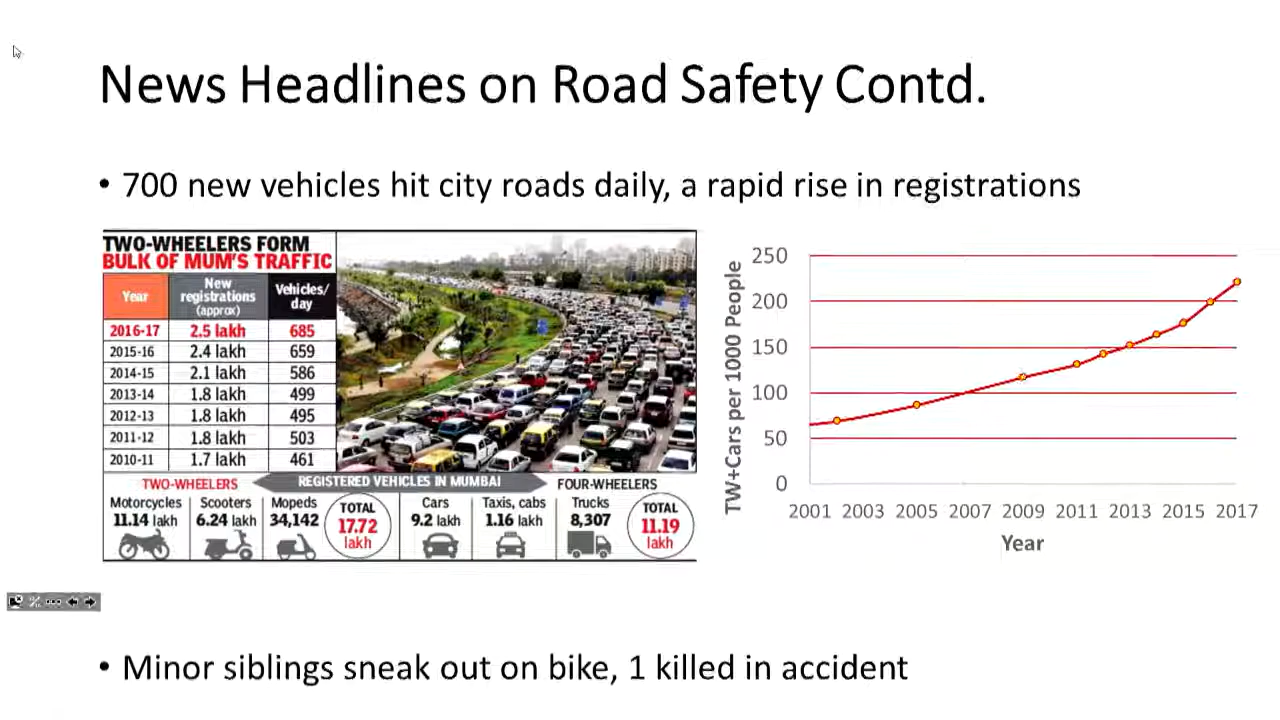 News Headlines on Road Safety Contd.
• 700 new vehicles hit city roads daily, a rapid rise in registrations
TWO-WHEELERS FORM
BULK OF MUM'S TRAFFIC
Year New registrations (approx) Vehicles/day
2016-17 2.5 lakh 685
2015-16 2.4 lakh 659
2014-15 2.1 lakh 586
2013-14 1.8 lakh 499
2012-13 1.8 lakh 495
2011-12 1.8 lakh 503
2010-11 1.7 lakh 461
TWO-WHEELERS REGISTERED VEHICLES IN MUMBAI FOUR-WHEELERS
Motorcycles Scooters Mopeds TOTAL Cars Taxis, cabs Trucks TOTAL
11.14 lakh 6.24 lakh 34,142 17.72 lakh 9.2 lakh 1.16 lakh 8,307 11.19 lakh
TW+Cars per 1000 People
250
200
150
100
50
0
2001 2003 2005 2007 2009 2011 2013 2015 2017
Year
• Minor siblings sneak out on bike, 1 killed in accident